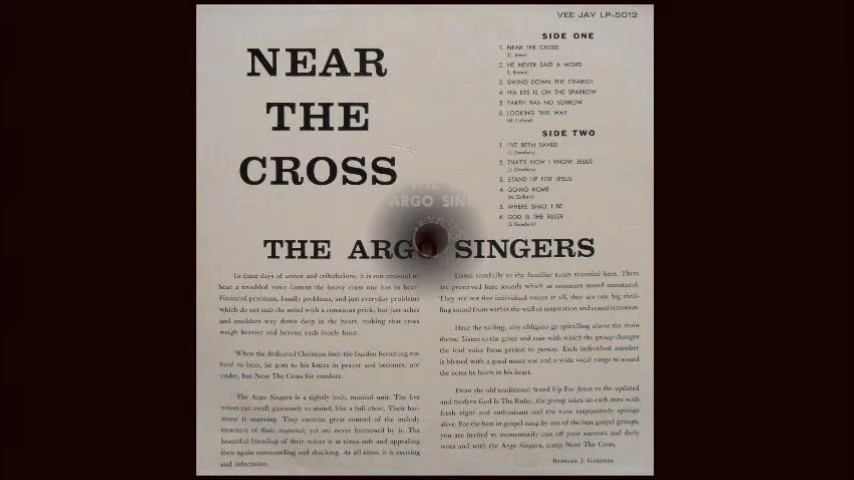 VEE JAY LP-5012
NEAR
THE
CROSS
SIDE ONE
1. NEAR THE CROSS
2. HE NEVER SAID A WORD
3. SWING DOWN THE CHARIOT
4. HIS EYE IS ON THE SPARROW
5. EARTH HAS NO SORROW
6. LOOKING THIS WAY
SIDE TWO
1. I'VE BEEN SAVED
(J. Goodwin)
2. THAT'S HOW I KNOW JESUS
(J. Goodwin)
3. STAND UP FOR JESUS
4. GOING HOME
5. WHERE SHALL I BE
6. GOD IS THE RULER
(J. Goodwin)
THE
ARGO SIN
THE ARGO SINGERS
In these days of unrest and tribulations, it is not unusual to
hear a troubled voice lament the heavy cross one has to bear.
Financial problems, family problems, and just everyday problems
which do not stab the mind with a conscious prick, but just aches
and smolders way down deep in the heart, making that cross
weigh heavier and heavier each lonely hour.
When the dedicated Christian feels the burden becoming too
hard to bear, he goes to his knees in prayer and becomes, not
under, but Near The Cross for comfort.
The Argo Singers is a tightly knit, musical unit. The five
voices can swell gloriously to sound, like a full choir. Their har-
mony is unerring. They exercise great control of the melody
structure of their material, yet are never harnessed by it. The
beautiful blending of their voices is at times soft and appealing
then again commanding and shocking. At all times it is exciting
and informative.
Listen carefully to the familiar tunes recorded here. There
are preserved here sounds which at moments sound unnatural.
They are not five individual voices at all, they are one big thrill-
ling sound from within the well of inspiration and consecration.
Hear the trilling, airy obligato go spiralling above the main
theme. Listen to the grace and ease with which the group changes
the lead voice from person to person. Each individual member
is blessed with a good music ear and a wide vocal range to sound
the notes he hears in his heart.
From the old traditional Stand Up For Jesus to the updated
and modern God Is The Ruler, the group takes on each note with
fresh vigor and enthusiasm and the tune responsively springs
alive. For the best in gospel sung by one of the best gospel groups,
you are invited to momentarily cast off your sorrows and daily
woes and with the Argo Singers, come Near The Cross.